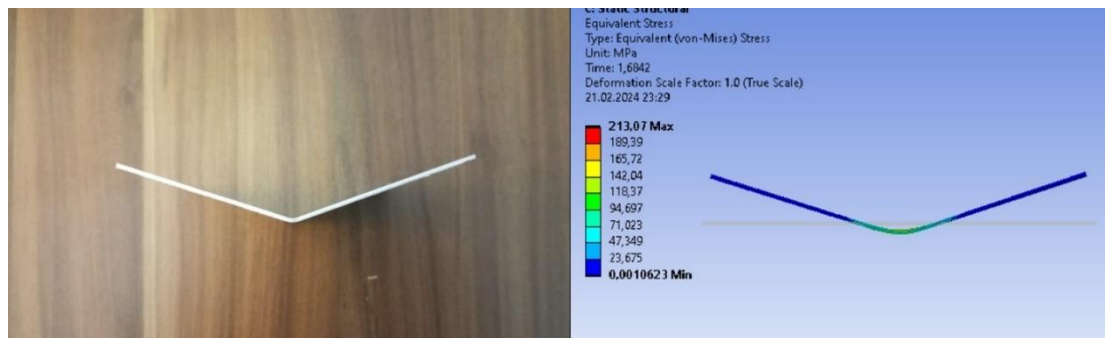 C: Static Structural
Equivalent Stress
Type: Equivalent (von-Mises) Stress
Unit: MPa
Time: 1,6842
Deformation Scale Factor: 1.0 (True Scale)
21.02.2024 23:29
213,07 Max
189,39
165,72
142,04
118,37
94,697
71,023
47,349
23,675
0,0010623 Min